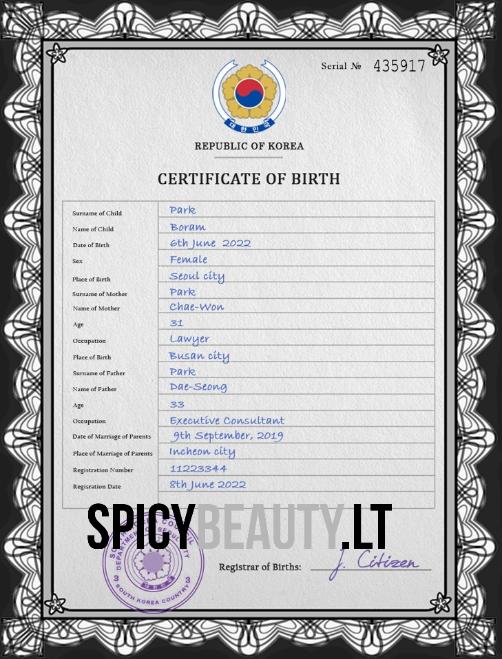 Serial № 435917
대한민국
REPUBLIC OF KOREA
CERTIFICATE OF BIRTH
Surname of Child Park
Name of Child Boram
Date of Birth 6th June 2022
Sex Female
Place of Birth Seoul city
Surname of Mother Park
Name of Mother Chae-Won
Age 31
Occupation Lawyer
Place of Birth Busan city
Surname of Father Park
Name of Father Dae-Seong
Age 33
Occupation Executive Consultant
Date of Marriage of Parents 9th September, 2019
Place of Marriage of Parents Incheon city
Registration Number 11223344
Regisration Date 8th June 2022
SPICYBEAUTY.LT
SOUTH KOREA COUNTRY
Registrar of Births: J. Citizen